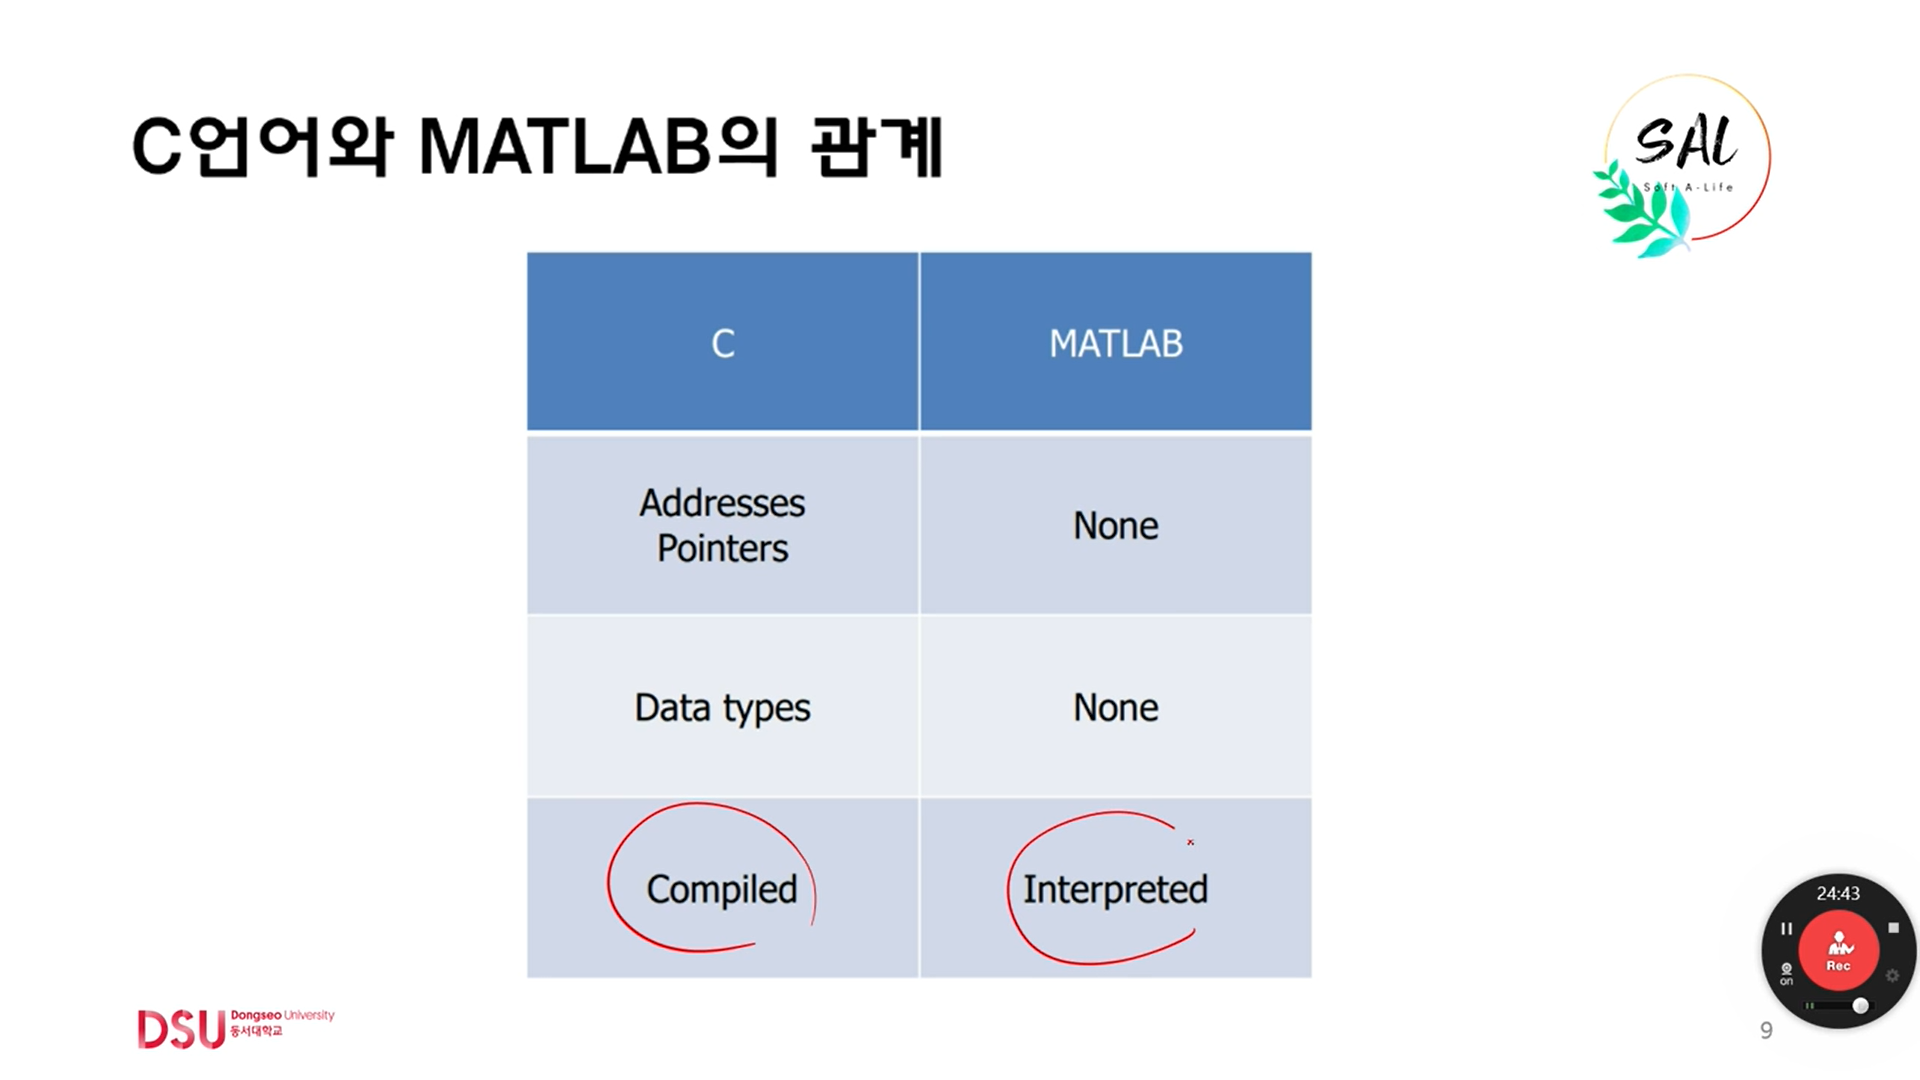 C언어와 MATLAB의 관계
SAL
Soft A-Life
C
MATLAB
Addresses
Pointers
None
Data types
None
Compiled
Interpreted
24:43
Rec
on
DSU Dongseo University
동서대학교
9